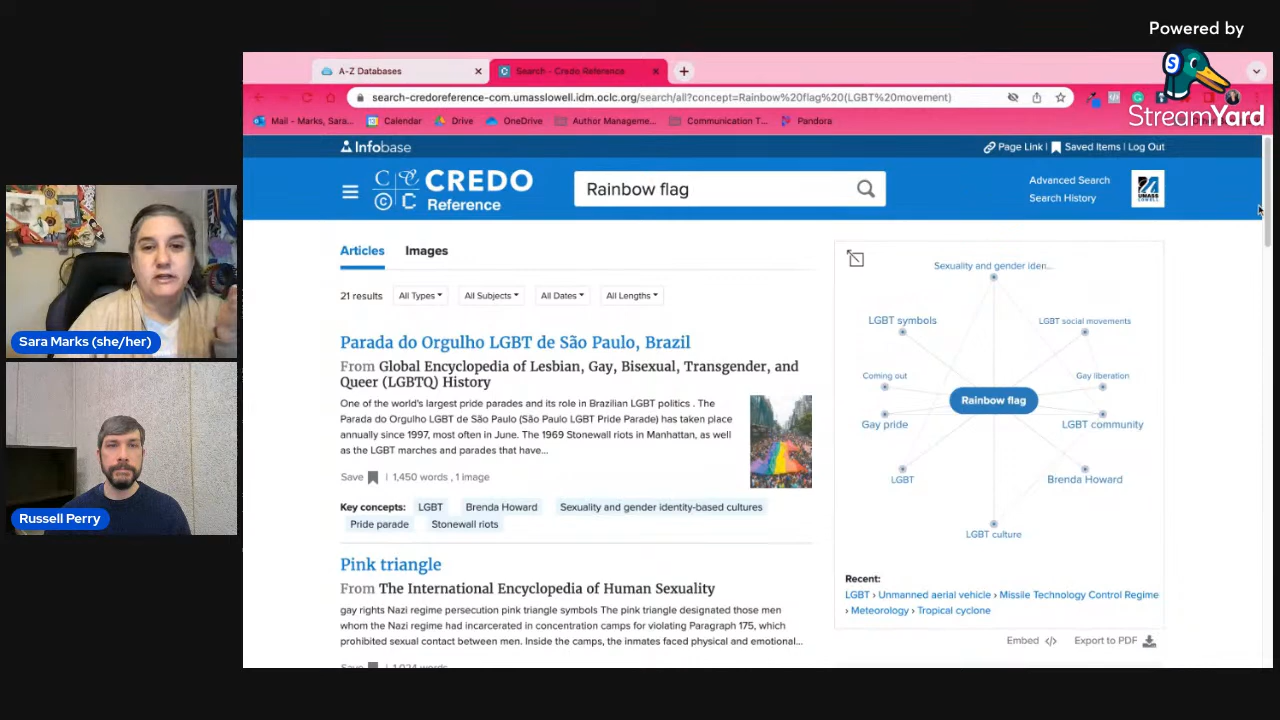 Powered by
StreamYard
A-Z Databases
Search - Credo Reference
search-credoreference-com.umasslowell.idm.oclc.org/search/all?concept=Rainbow%20flag%20(LGBT%20movement)
Mail - Marks, Sara...
Calendar
Drive
OneDrive
Author Manageme...
Communication T...
Pandora
Infobase
Page Link | Saved Items | Log Out
CREDO
Reference
Rainbow flag
Advanced Search
Search History
Articles
Images
21 results
All Types
All Subjects
All Dates
All Lengths
Parada do Orgulho LGBT de São Paulo, Brazil
From Global Encyclopedia of Lesbian, Gay, Bisexual, Transgender, and
Queer (LGBTQ) History
One of the world's largest pride parades and its role in Brazilian LGBT politics . The
Parada do Orgulho LGBT de São Paulo (São Paulo LGBT Pride Parade) has taken place
annually since 1997, most often in June. The 1969 Stonewall riots in Manhattan, as well
as the LGBT marches and parades that have...
Save | 1,450 words , 1 image
Key concepts: LGBT Brenda Howard Sexuality and gender identity-based cultures
Pride parade Stonewall riots
Pink triangle
From The International Encyclopedia of Human Sexuality
gay rights Nazi regime persecution pink triangle symbols The pink triangle designated those men
whom the Nazi regime had incarcerated in concentration camps for violating Paragraph 175, which
prohibited sexual contact between men. Inside the camps, the inmates faced physical and emotional...
Sexuality and gender iden...
LGBT symbols
LGBT social movements
Coming out
Gay liberation
Rainbow flag
Gay pride
LGBT community
LGBT
Brenda Howard
LGBT culture
Recent:
LGBT › Unmanned aerial vehicle › Missile Technology Control Regime
› Meteorology › Tropical cyclone
Embed </>
Export to PDF
Sara Marks (she/her)
Russell Perry